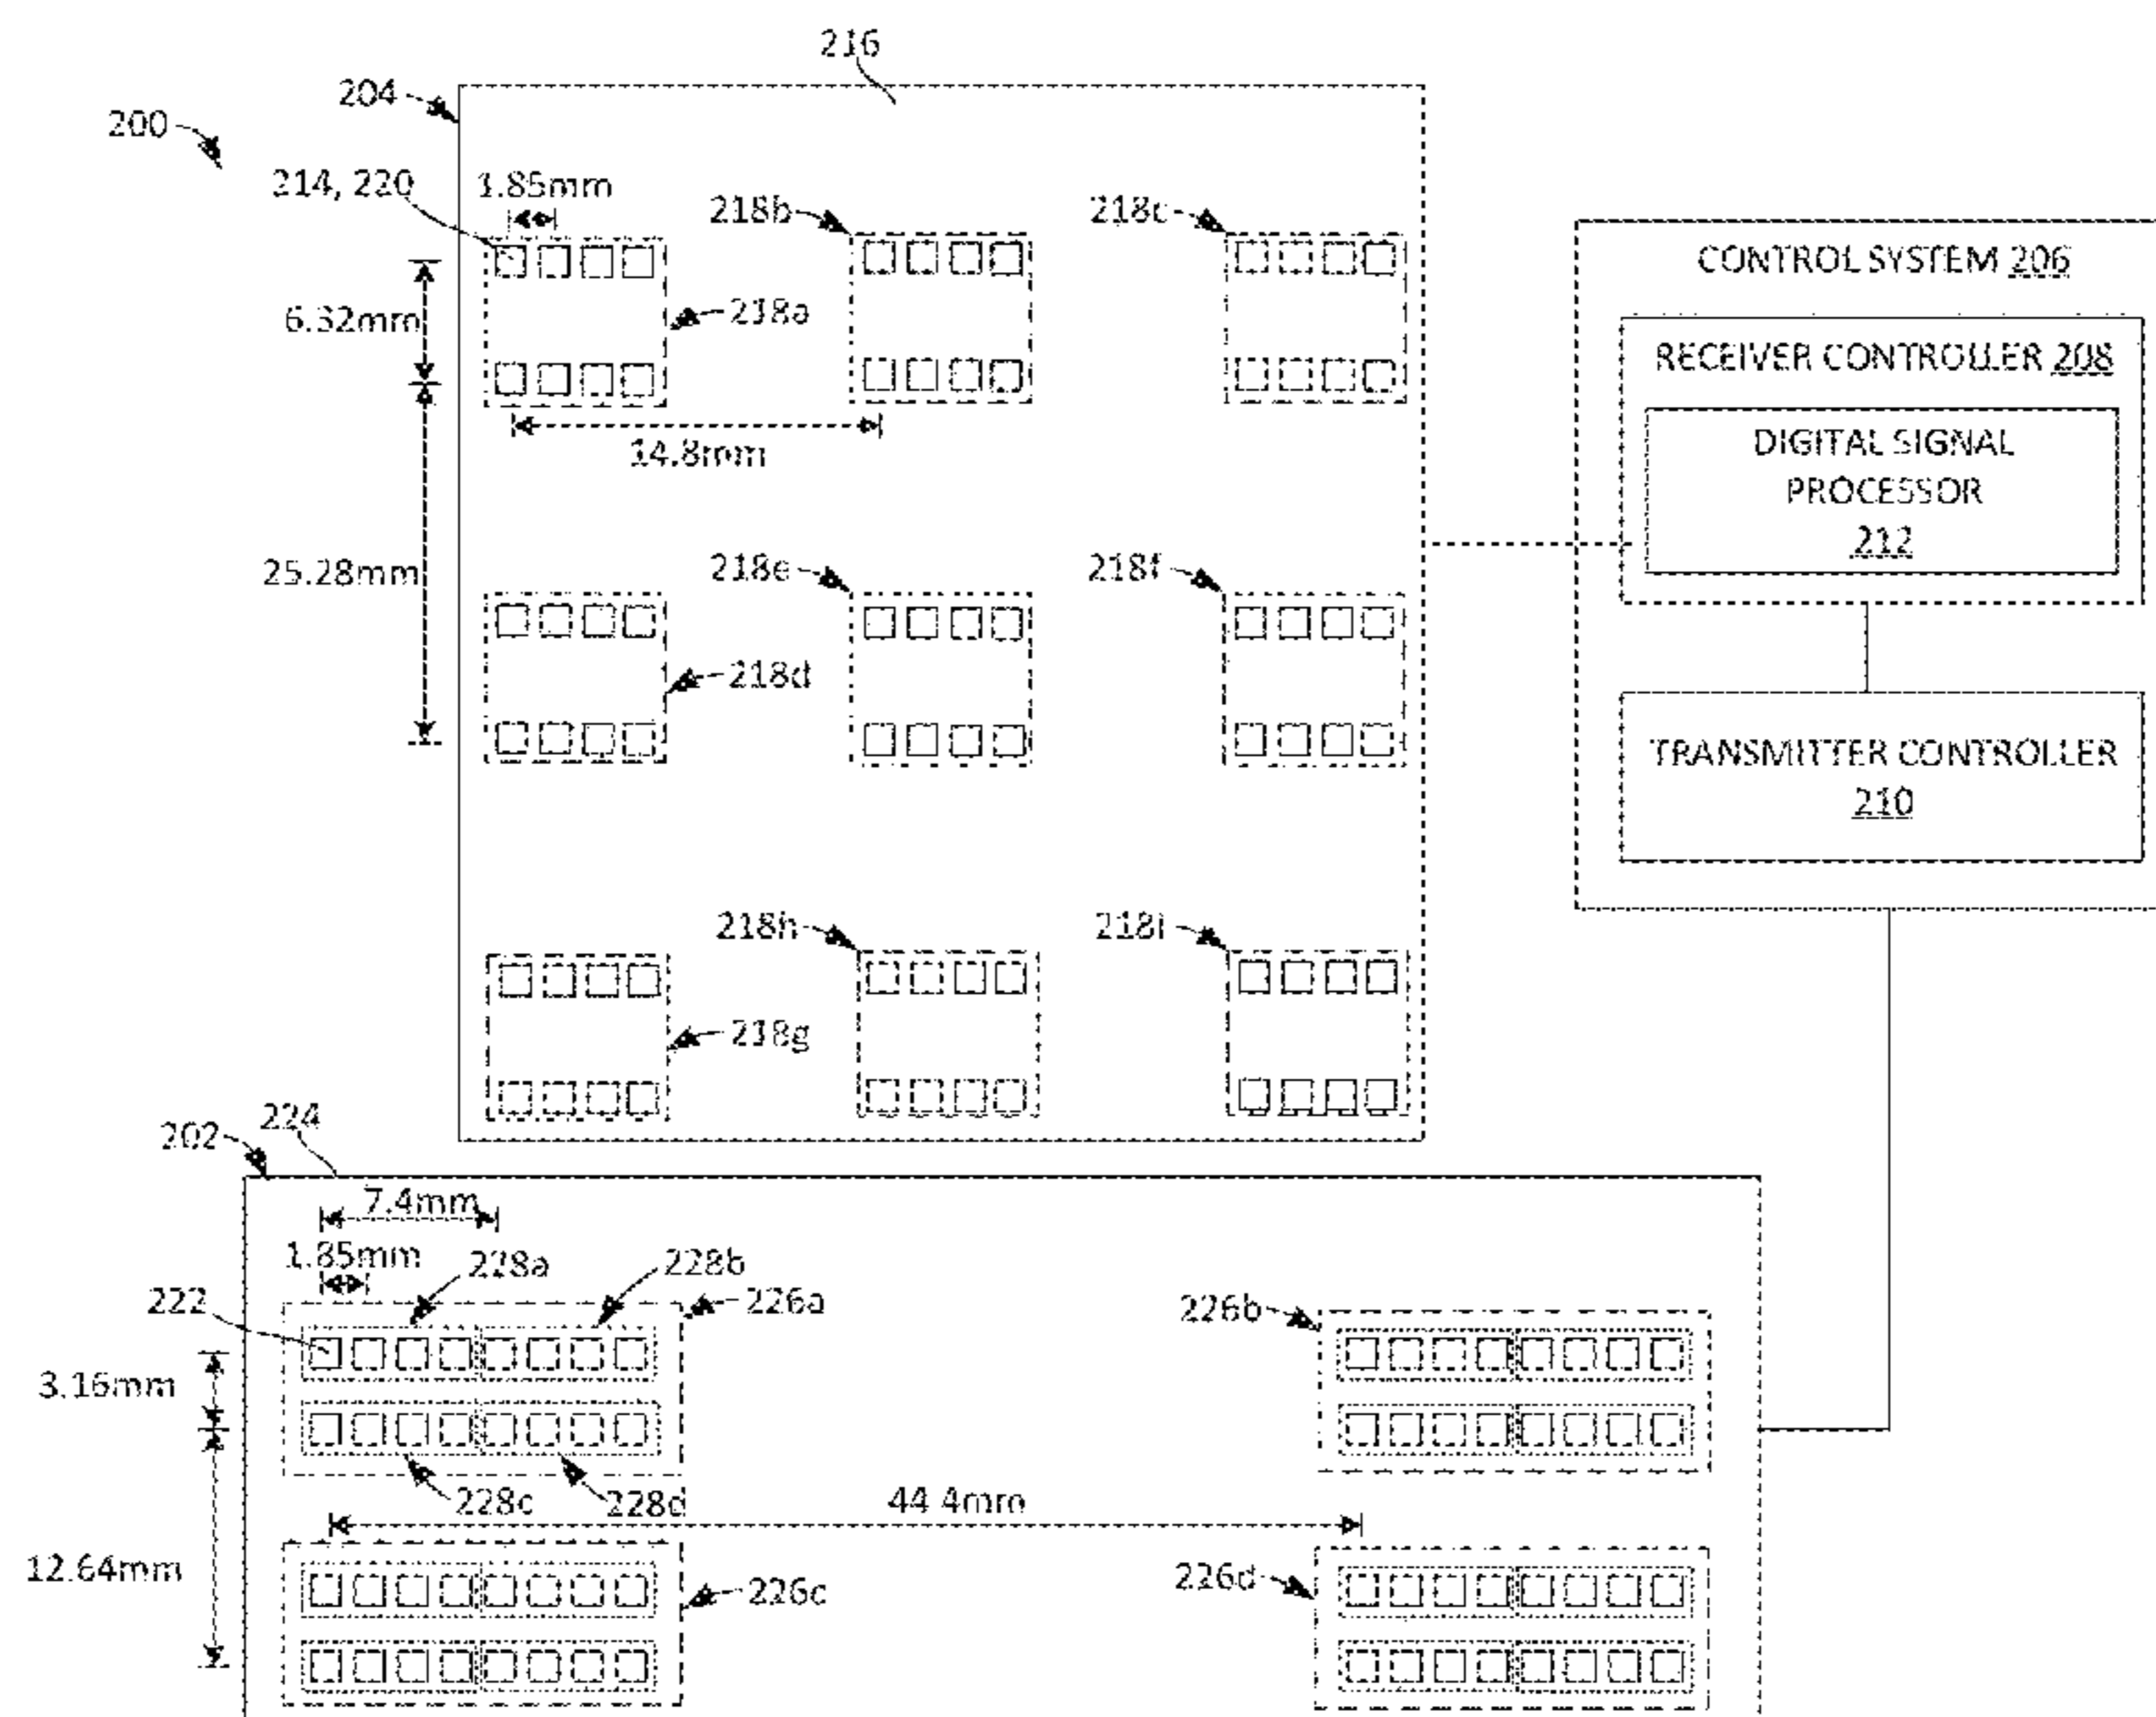 216
204
200
214, 220
1.85mm
218b
218c
6.32mm
218a
14.8mm
25.28mm
218e
218f
218d
218h
218i
218g
CONTROL SYSTEM 206
RECEIVER CONTROLLER 208
DIGITAL SIGNAL
PROCESSOR
212
TRANSMITTER CONTROLLER
210
224
202
7.4mm
1.85mm
228a
228b
222
226a
226b
3.16mm
228c
228d
44.4mm
12.64mm
226c
226d